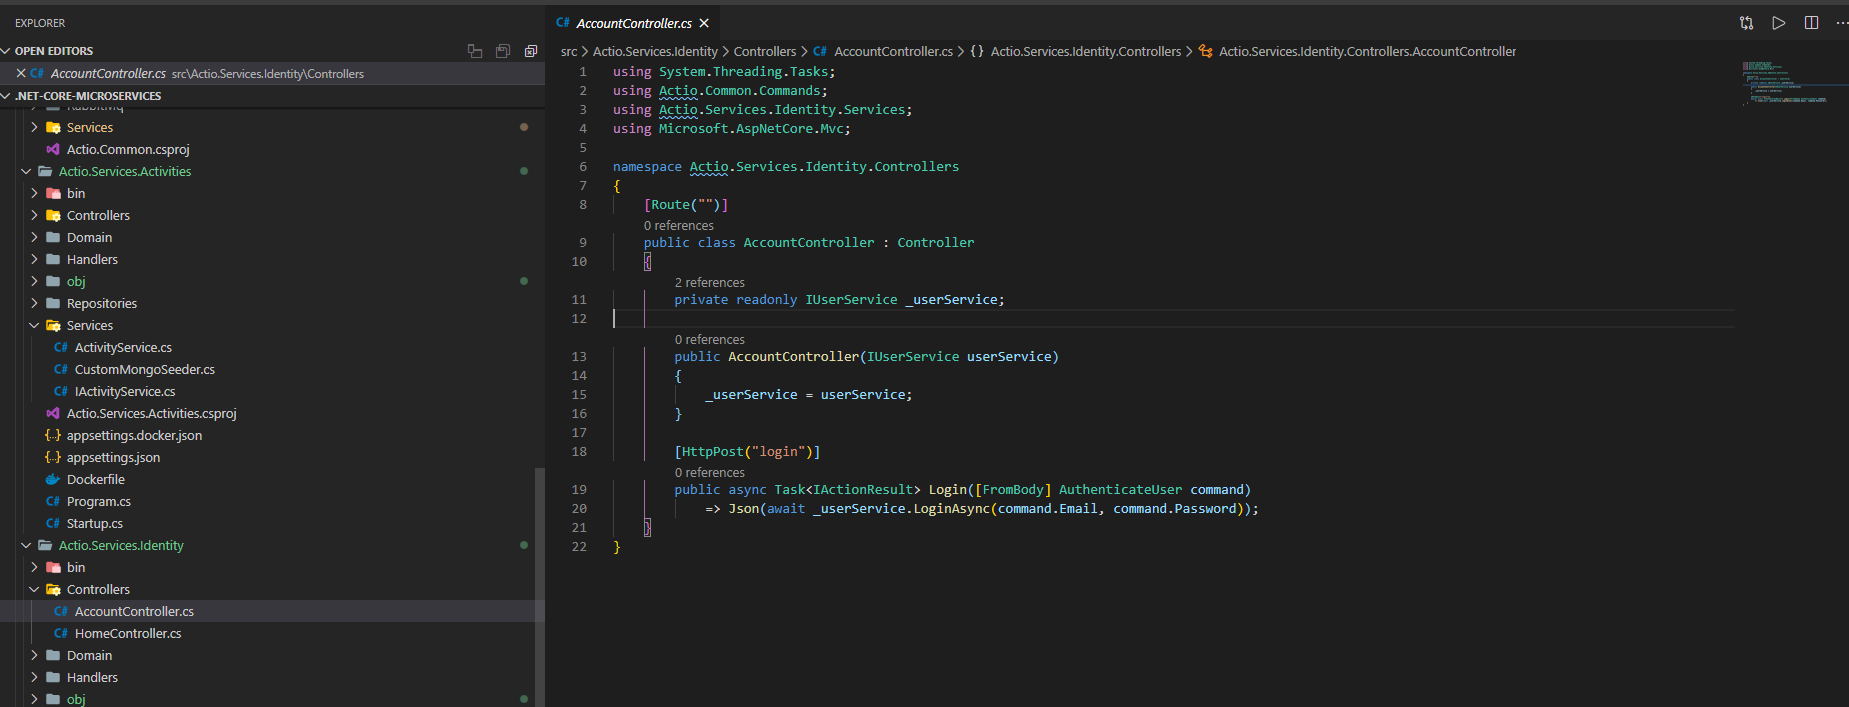 EXPLORER
OPEN EDITORS
AccountController.cs src\Actio.Services.Identity\Controllers
.NET-CORE-MICROSERVICES
Services
Actio.Common.csproj
Actio.Services.Activities
bin
Controllers
Domain
Handlers
obj
Repositories
Services
C# ActivityService.cs
C# CustomMongoSeeder.cs
C# IActivityService.cs
Actio.Services.Activities.csproj
{..} appsettings.docker.json
{..} appsettings.json
Dockerfile
C# Program.cs
C# Startup.cs
Actio.Services.Identity
bin
Controllers
C# AccountController.cs
C# HomeController.cs
Domain
Handlers
obj
C# AccountController.cs
src > Actio.Services.Identity > Controllers > C# AccountController.cs > {} Actio.Services.Identity.Controllers > Actio.Services.Identity.Controllers.AccountController
1 using System.Threading.Tasks;
2 using Actio.Common.Commands;
3 using Actio.Services.Identity.Services;
4 using Microsoft.AspNetCore.Mvc;
5
6 namespace Actio.Services.Identity.Controllers
7 {
8 [Route("")]
0 references
9 public class AccountController : Controller
10 {
2 references
11 private readonly IUserService _userService;
12
0 references
13 public AccountController(IUserService userService)
14 {
15 _userService = userService;
16 }
17
18 [HttpPost("login")]
0 references
19 public async Task<IActionResult> Login([FromBody] AuthenticateUser command)
20 => Json(await _userService.LoginAsync(command.Email, command.Password));
21 }
22 }